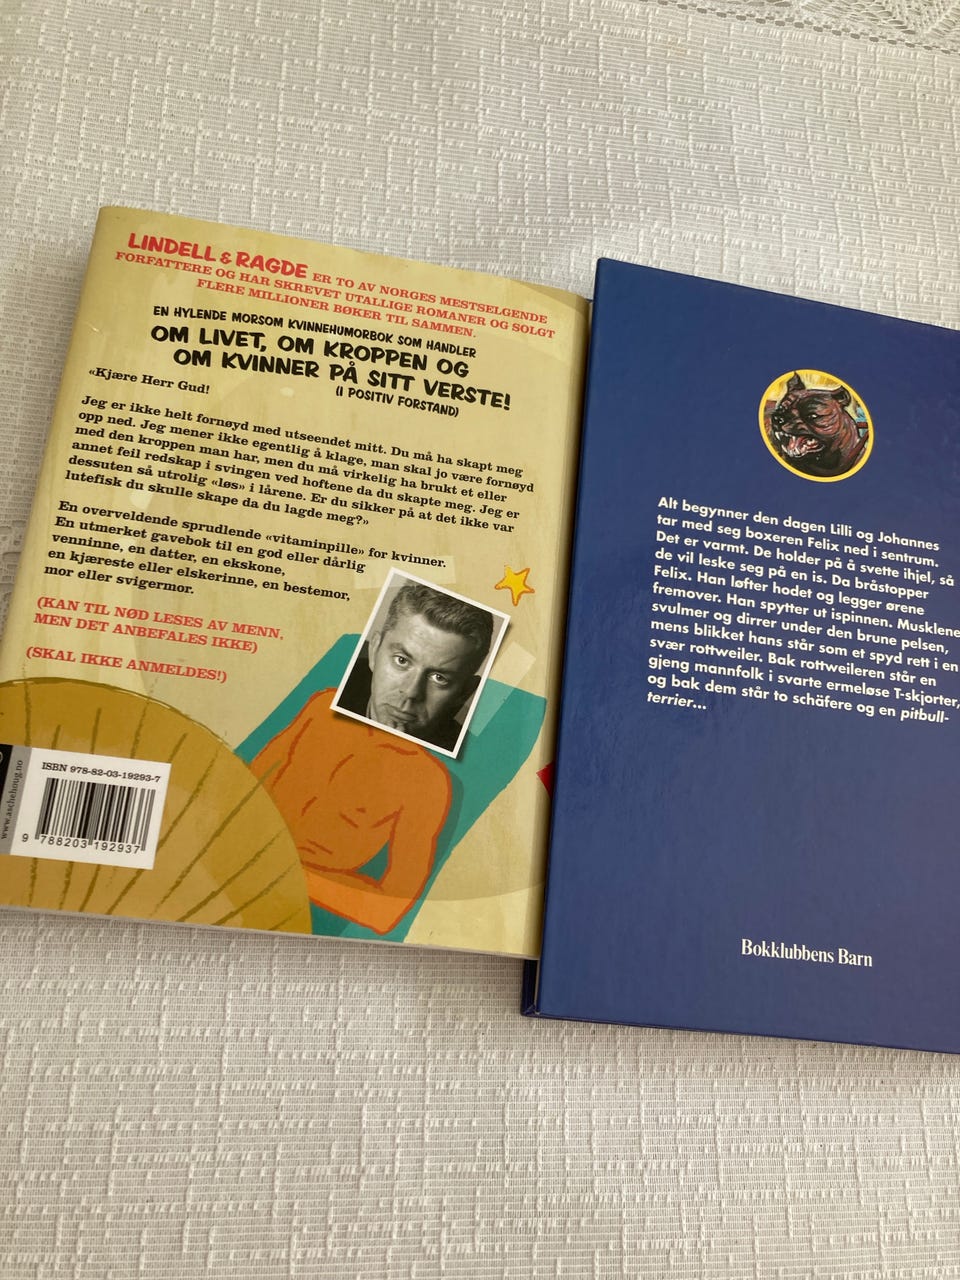 LINDELL & RAGDE ER TO AV NORGES MESTSELGENDE
FORFATTERE OG HAR SKREVET UTALLIGE ROMANER OG SOLGT
FLERE MILLIONER BØKER TIL SAMMEN.
EN HYLENDE MORSOM KVINNEHUMORBOK SOM HANDLER
OM LIVET, OM KROPPEN OG
OM KVINNER PÅ SITT VERSTE!
(I POSITIV FORSTAND)
«Kjære Herr Gud!
Jeg er ikke helt fornøyd med utseendet mitt. Du må ha skapt meg
opp ned. Jeg mener ikke egentlig å klage, man skal jo være fornøyd
med den kroppen man har, men du må virkelig ha brukt et eller
annet feil redskap i svingen ved hoftene da du skapte meg. Jeg er
dessuten så utrolig «løs» i lårene. Er du sikker på at det ikke var
lutefisk du skulle skape da du lagde meg?»
En overveldende sprudlende «vitaminpille» for kvinner.
En utmerket gavebok til en god eller dårlig
venninne, en datter, en ekskone,
en kjæreste eller elskerinne, en bestemor,
mor eller svigermor.
(KAN TIL NØD LESES AV MENN,
MEN DET ANBEFALES IKKE)
(SKAL IKKE ANMELDES!)
www.aschehoug.no
ISBN 978-82-03-19293-7
9 788203 192937
Alt begynner den dagen Lilli og Johannes
tar med seg boxeren Felix ned i sentrum.
Det er varmt. De holder på å svette ihjel, så
de vil leske seg på en is. Da bråstopper
Felix. Han løfter hodet og legger ørene
fremover. Han spytter ut ispinnen. Musklene
svulmer og dirrer under den brune pelsen,
mens blikket hans står som et spyd rett i en
svær rottweiler. Bak rottweileren står en
gjeng mannfolk i svarte ermeløse T-skjorter,
og bak dem står to schäfere og en pitbull-
terrier...
Bokklubbens Barn